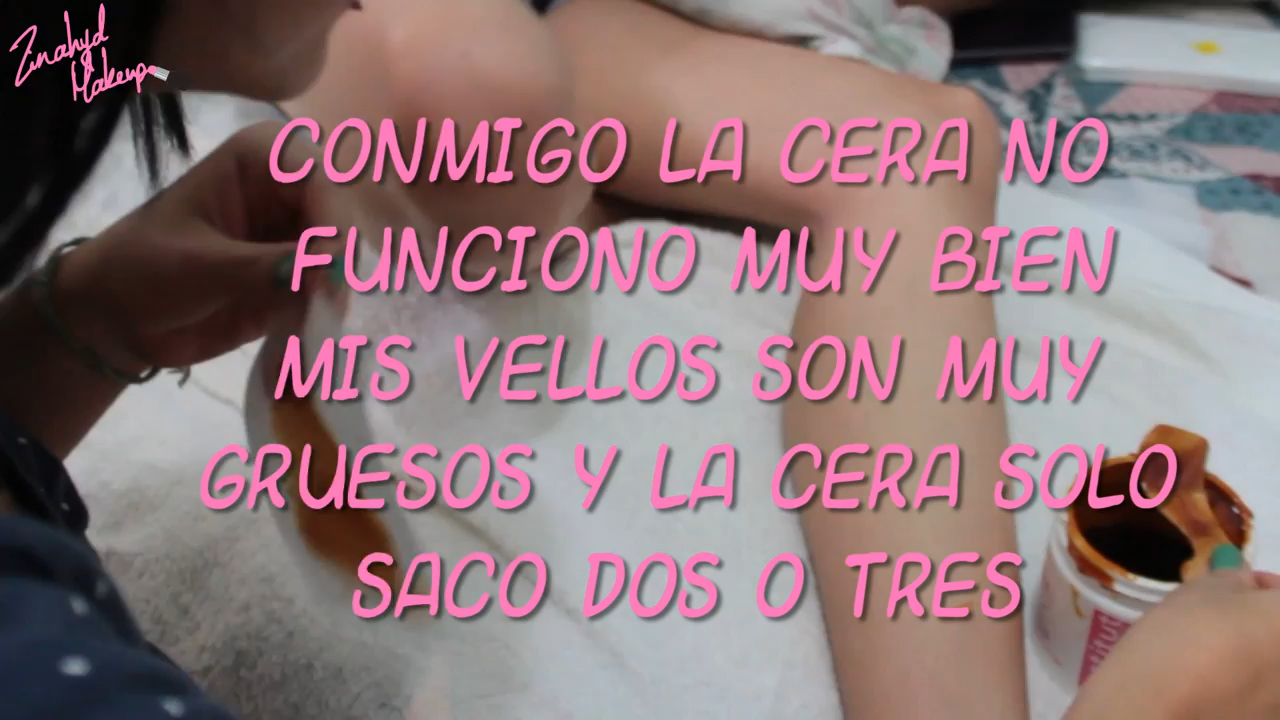 Zinahyd
Makeup
CONMIGO LA CERA NO
FUNCIONO MUY BIEN
MIS VELLOS SON MUY
GRUESOS Y LA CERA SOLO
SACO DOS O TRES